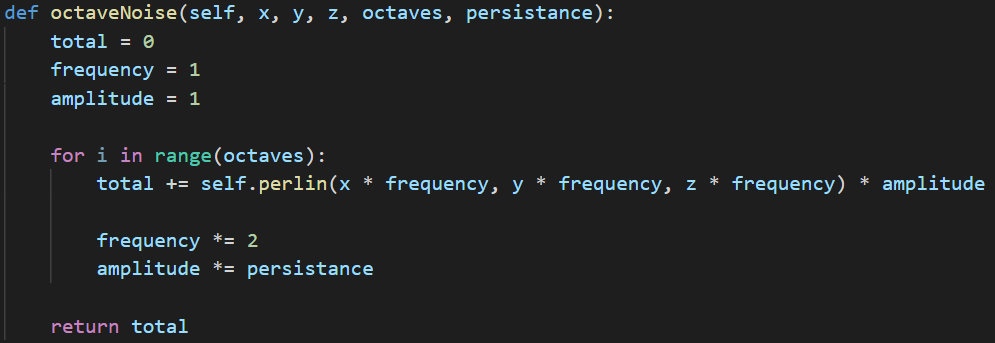 def octaveNoise(self, x, y, z, octaves, persistance):
    total = 0
    frequency = 1
    amplitude = 1

    for i in range(octaves):
        total += self.perlin(x * frequency, y * frequency, z * frequency) * amplitude

        frequency *= 2
        amplitude *= persistance

    return total